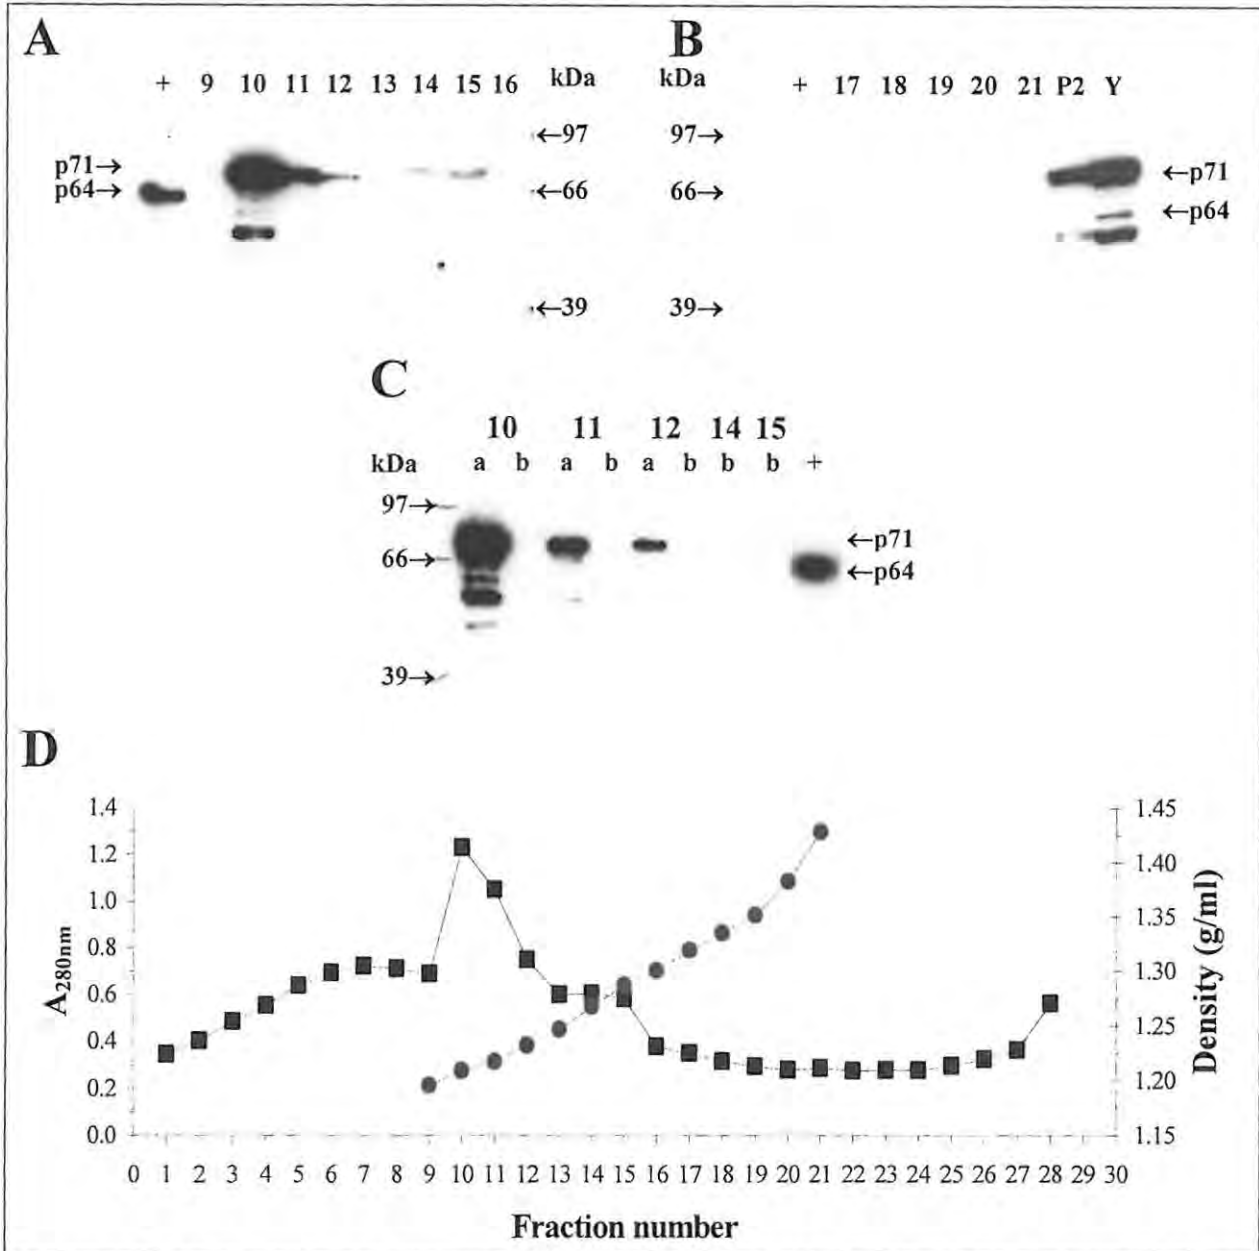 A
+ 9 10 11 12 13 14 15 16 kDa
p71→
p64→
←97
←66
←39
B
kDa + 17 18 19 20 21 P2 Y
97→
66→
39→
←p71
←p64
C
10 11 12 14 15
kDa a b a b a b b b +
97→
66→
39→
←p71
←p64
D
1.4
1.2
1.0
0.8
0.6
0.4
0.2
0.0
A280nm
1.45
1.40
1.35
1.30
1.25
1.20
1.15
Density (g/ml)
0 1 2 3 4 5 6 7 8 9 10 11 12 13 14 15 16 17 18 19 20 21 22 23 24 25 26 27 28 29 30
Fraction number